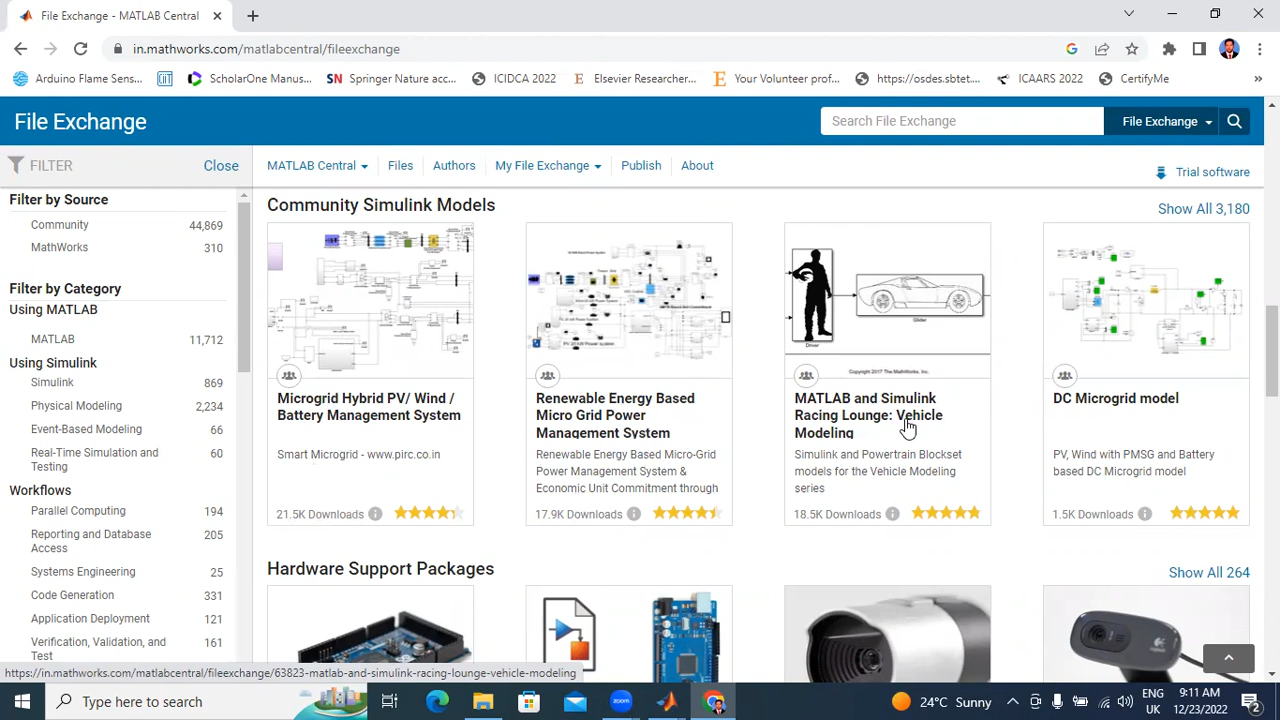 File Exchange - MATLAB Central
in.mathworks.com/matlabcentral/fileexchange
Arduino Flame Sens...
ScholarOne Manus...
SN Springer Nature acc...
ICIDCA 2022
E Elsevier Researcher...
Your Volunteer prof...
https://osdes.sbtet....
ICAARS 2022
CertifyMe
»
File Exchange
Search File Exchange
File Exchange
FILTER
Close
MATLAB Central
Files
Authors
My File Exchange
Publish
About
Trial software
Filter by Source
Community 44,869
MathWorks 310
Filter by Category
Using MATLAB
MATLAB 11,712
Using Simulink
Simulink 869
Physical Modeling 2,234
Event-Based Modeling 66
Real-Time Simulation and 60
Testing
Workflows
Parallel Computing 194
Reporting and Database 205
Access
Systems Engineering 25
Code Generation 331
Application Deployment 121
Verification, Validation, and 161
Test
Community Simulink Models
Show All 3,180
Microgrid Hybrid PV/ Wind /
Battery Management System
Smart Microgrid - www.pirc.co.in
21.5K Downloads
Renewable Energy Based
Micro Grid Power
Management System
Renewable Energy Based Micro-Grid
Power Management System &
Economic Unit Commitment through
17.9K Downloads
Driver
Glider
Copyright 2017 The MathWorks, Inc.
MATLAB and Simulink
Racing Lounge: Vehicle
Modeling
Simulink and Powertrain Blockset
models for the Vehicle Modeling
series
18.5K Downloads
DC Microgrid model
PV, Wind with PMSG and Battery
based DC Microgrid model
1.5K Downloads
Hardware Support Packages
Show All 264
https://in.mathworks.com/matlabcentral/fileexchange/63823-matlab-and-simulink-racing-lounge-vehicle-modeling
Type here to search
zoom
24°C Sunny
ENG
UK
9:11 AM
12/23/2022
2